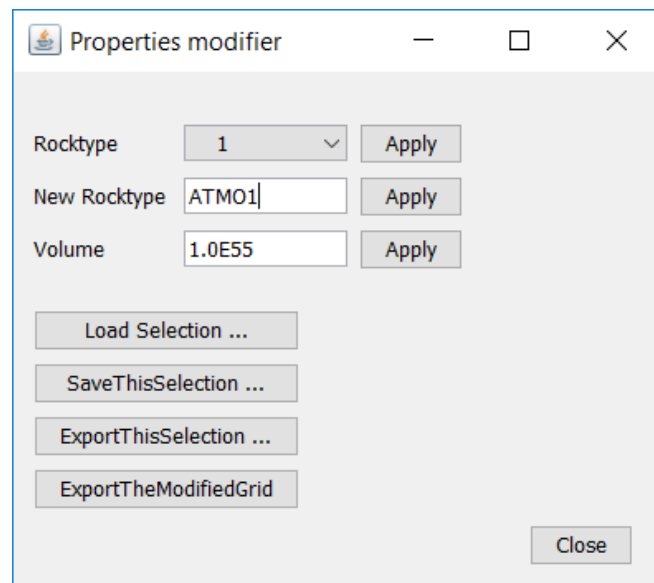 Properties modifier
Rocktype 1 Apply
New Rocktype ATMO1 Apply
Volume 1.0E55 Apply
Load Selection ...
SaveThisSelection ...
ExportThisSelection ...
ExportTheModifiedGrid
Close